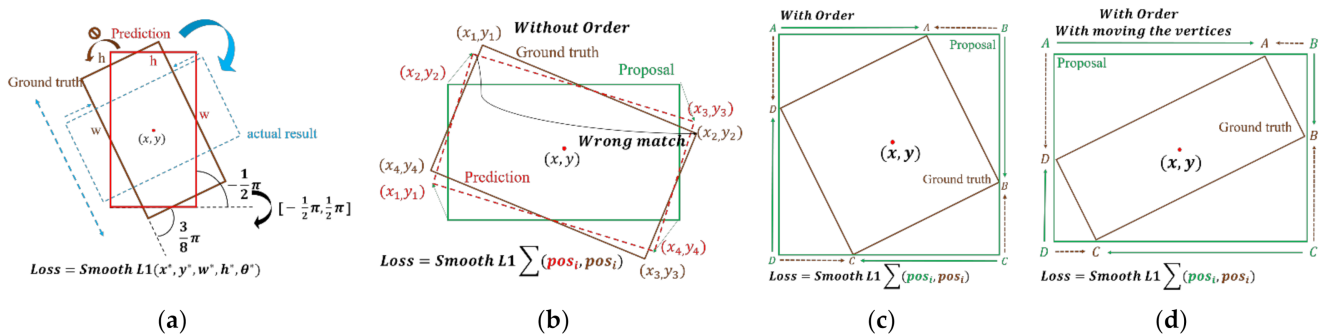 Θ
Prediction
h
h
Ground truth
w
w
(x,y)
actual result
-1/2π
[-1/2π,1/2π]
3/8π
Loss = Smooth L1(x*, y*, w*, h*, θ*)
(a)
Without Order
(x₁,y₁)
Ground truth
(x₂,y₂)
Proposal
(x₃,y₃)
(x₂,y₂)
Wrong match
(x, y)
(x₄,y₄)
Prediction
(x₁,y₁)
(x₄,y₄)
(x₃,y₃)
Loss = Smooth L1 ∑(posᵢ,posᵢ)
(b)
With Order
A
A
B
Proposal
D
(x, y)
Ground truth
B
D
C
C
Loss = Smooth L1 ∑(posᵢ,posᵢ)
(c)
With Order
With moving the vertices
A
A
B
Proposal
Ground truth
B
(x, y)
D
D
C
C
Loss = Smooth L1 ∑(posᵢ,posᵢ)
(d)